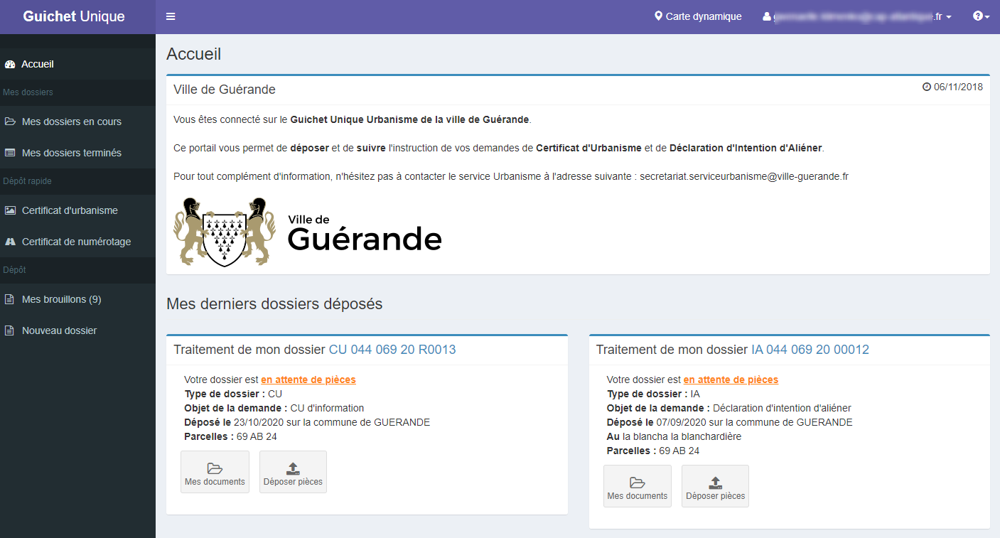 Guichet Unique
Carte dynamique
.fr
Accueil
Mes dossiers
Mes dossiers en cours
Mes dossiers terminés
Dépôt rapide
Certificat d'urbanisme
Certificat de numérotage
Dépôt
Mes brouillons (9)
Nouveau dossier
Accueil
Ville de Guérande
06/11/2018
Vous êtes connecté sur le Guichet Unique Urbanisme de la ville de Guérande.
Ce portail vous permet de déposer et de suivre l'instruction de vos demandes de Certificat d'Urbanisme et de Déclaration d'Intention d'Aliéner.
Pour tout complément d'information, n'hésitez pas à contacter le service Urbanisme à l'adresse suivante : secretariat.serviceurbanisme@ville-guerande.fr
Ville de
Guérande
Mes derniers dossiers déposés
Traitement de mon dossier CU 044 069 20 R0013
Votre dossier est en attente de pièces
Type de dossier : CU
Objet de la demande : CU d'information
Déposé le 23/10/2020 sur la commune de GUERANDE
Parcelles : 69 AB 24
Mes documents
Déposer pièces
Traitement de mon dossier IA 044 069 20 00012
Votre dossier est en attente de pièces
Type de dossier : IA
Objet de la demande : Déclaration d'intention d'aliéner
Déposé le 07/09/2020 sur la commune de GUERANDE
Au la blancha la blanchardière
Parcelles : 69 AB 24
Mes documents
Déposer pièces